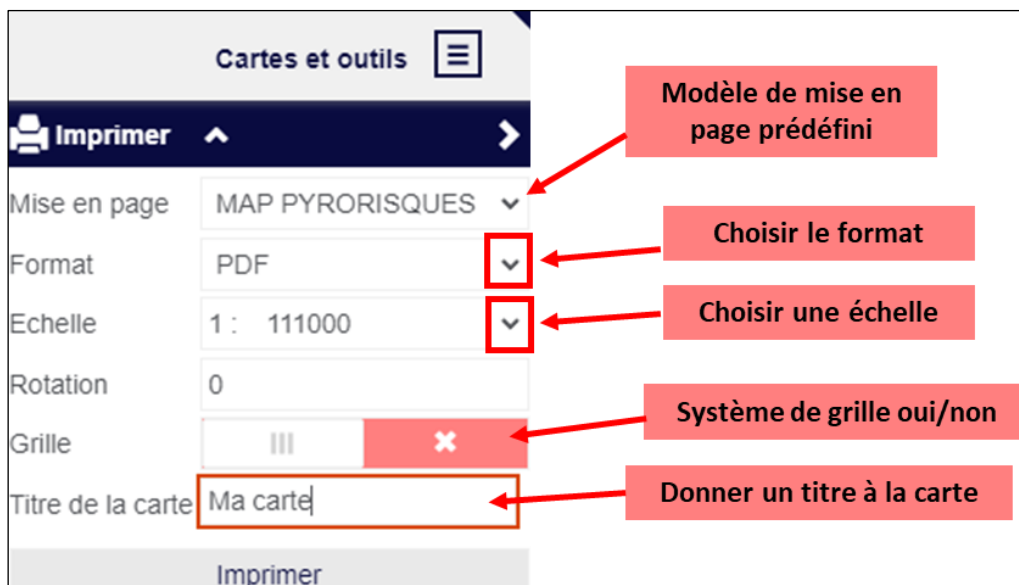 Cartes et outils
Imprimer
Modèle de mise en
page prédéfini
Mise en page MAP PYRORISQUES
Choisir le format
Format PDF
Choisir une échelle
Echelle 1 : 111000
Rotation 0
Système de grille oui/non
Grille
Donner un titre à la carte
Titre de la carte Ma carte
Imprimer